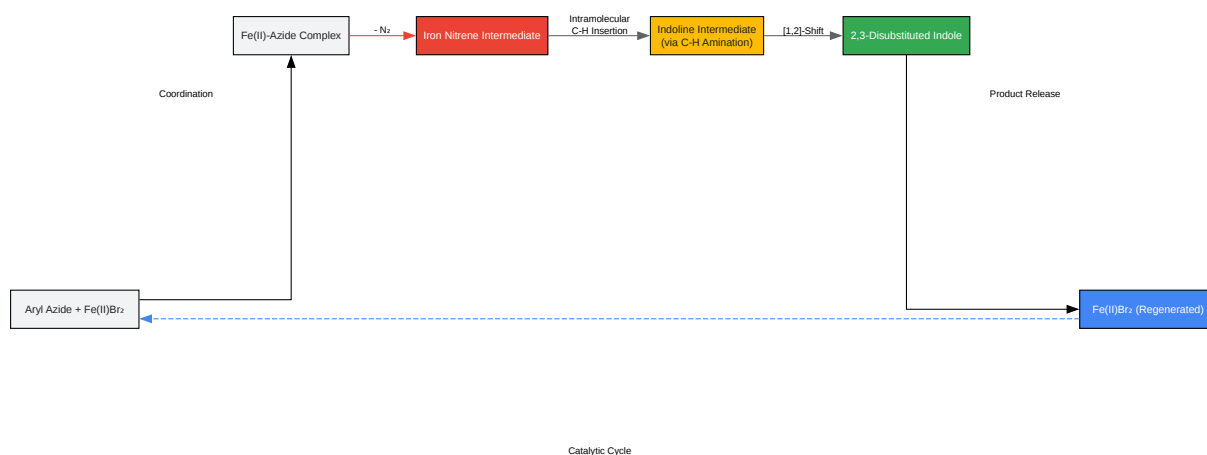 Fe(II)-Azide Complex
- N₂
Iron Nitrene Intermediate
Intramolecular
C-H Insertion
Indoline Intermediate
(via C-H Amination)
[1,2]-Shift
2,3-Disubstituted Indole
Coordination
Product Release
Aryl Azide + Fe(II)Br₂
Fe(II)Br₂ (Regenerated)
Catalytic Cycle